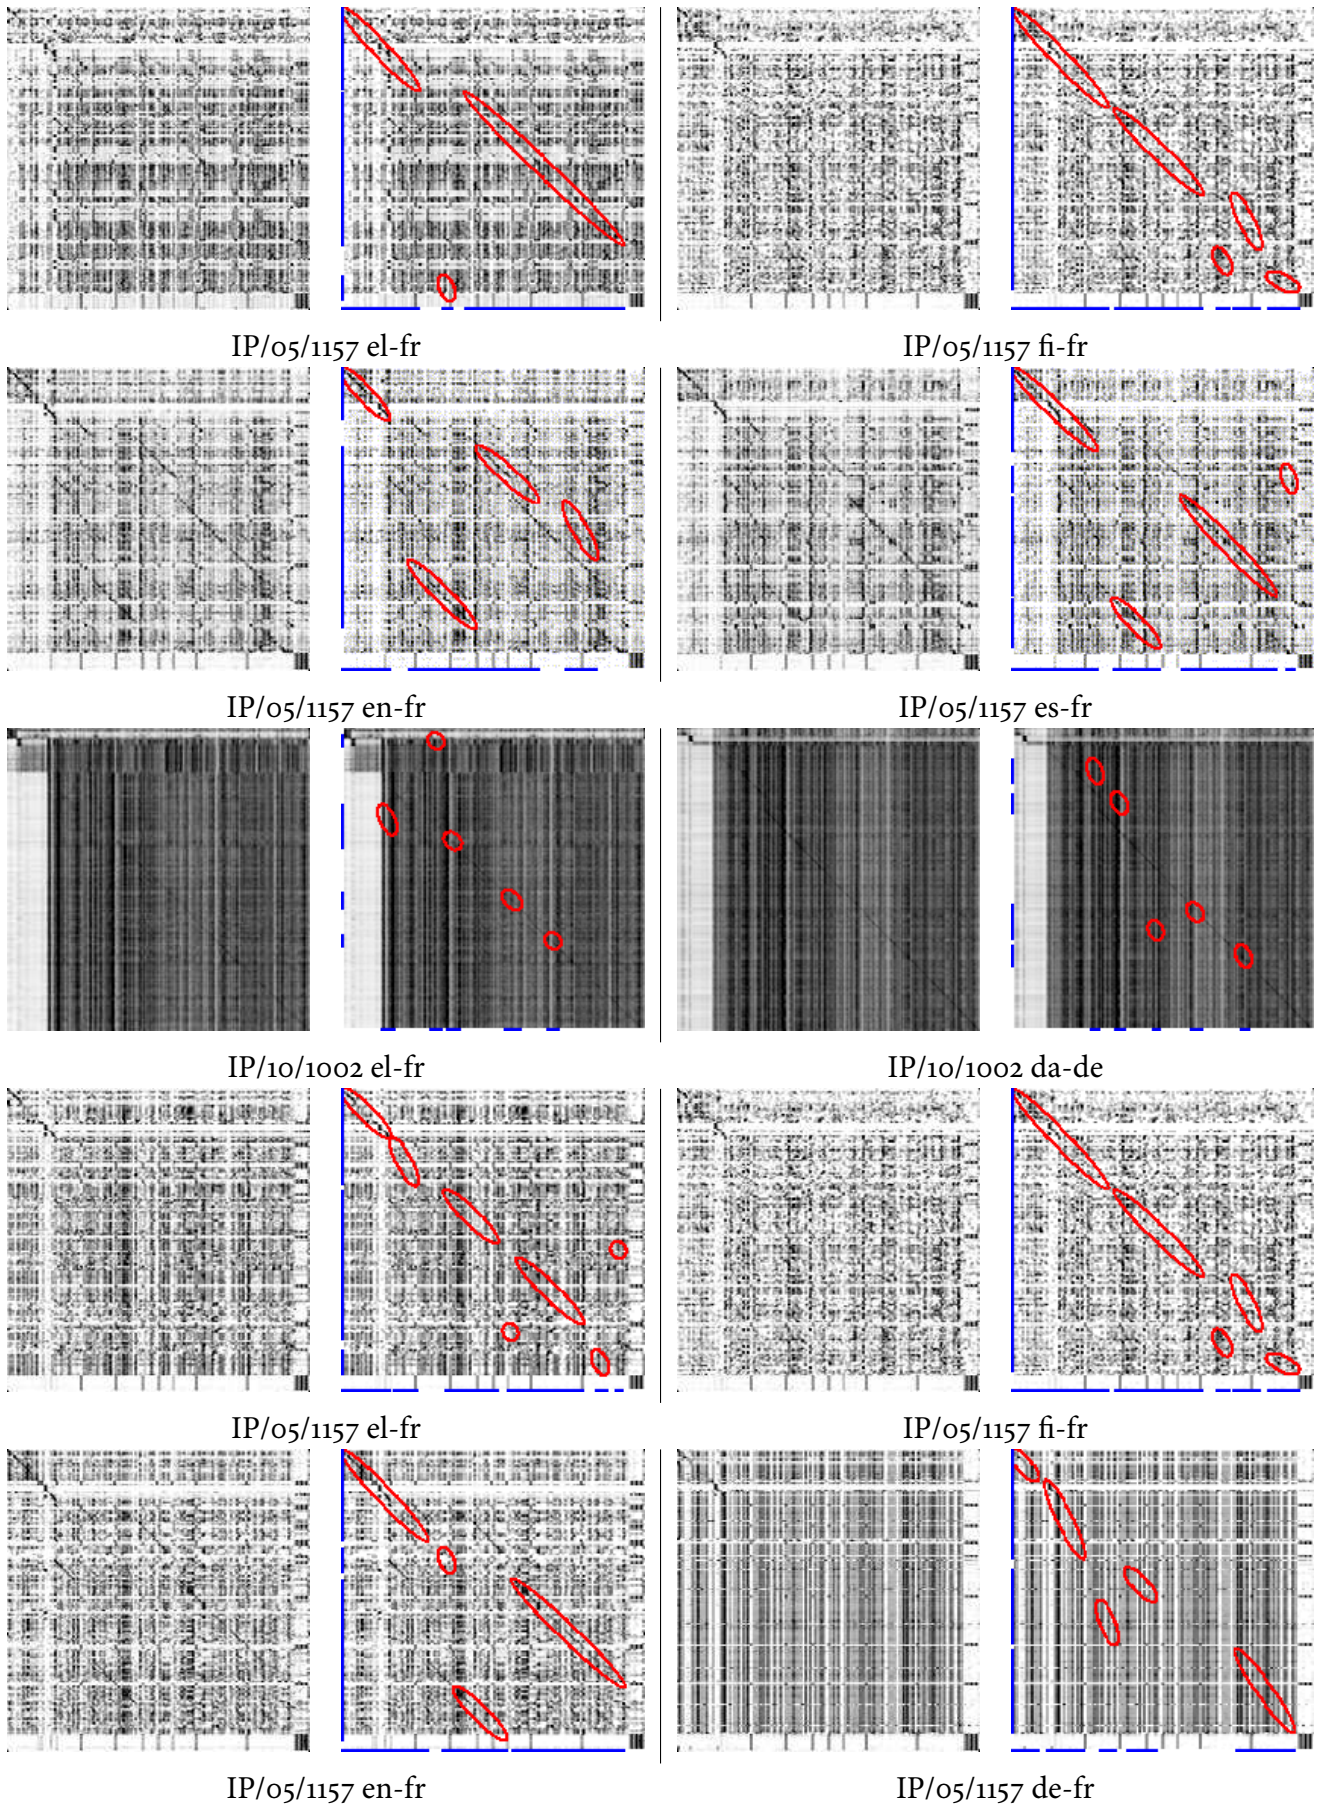 IP/05/1157 el-fr
IP/05/1157 fi-fr
IP/05/1157 en-fr
IP/05/1157 es-fr
IP/10/1002 el-fr
IP/10/1002 da-de
IP/05/1157 el-fr
IP/05/1157 fi-fr
IP/05/1157 en-fr
IP/05/1157 de-fr